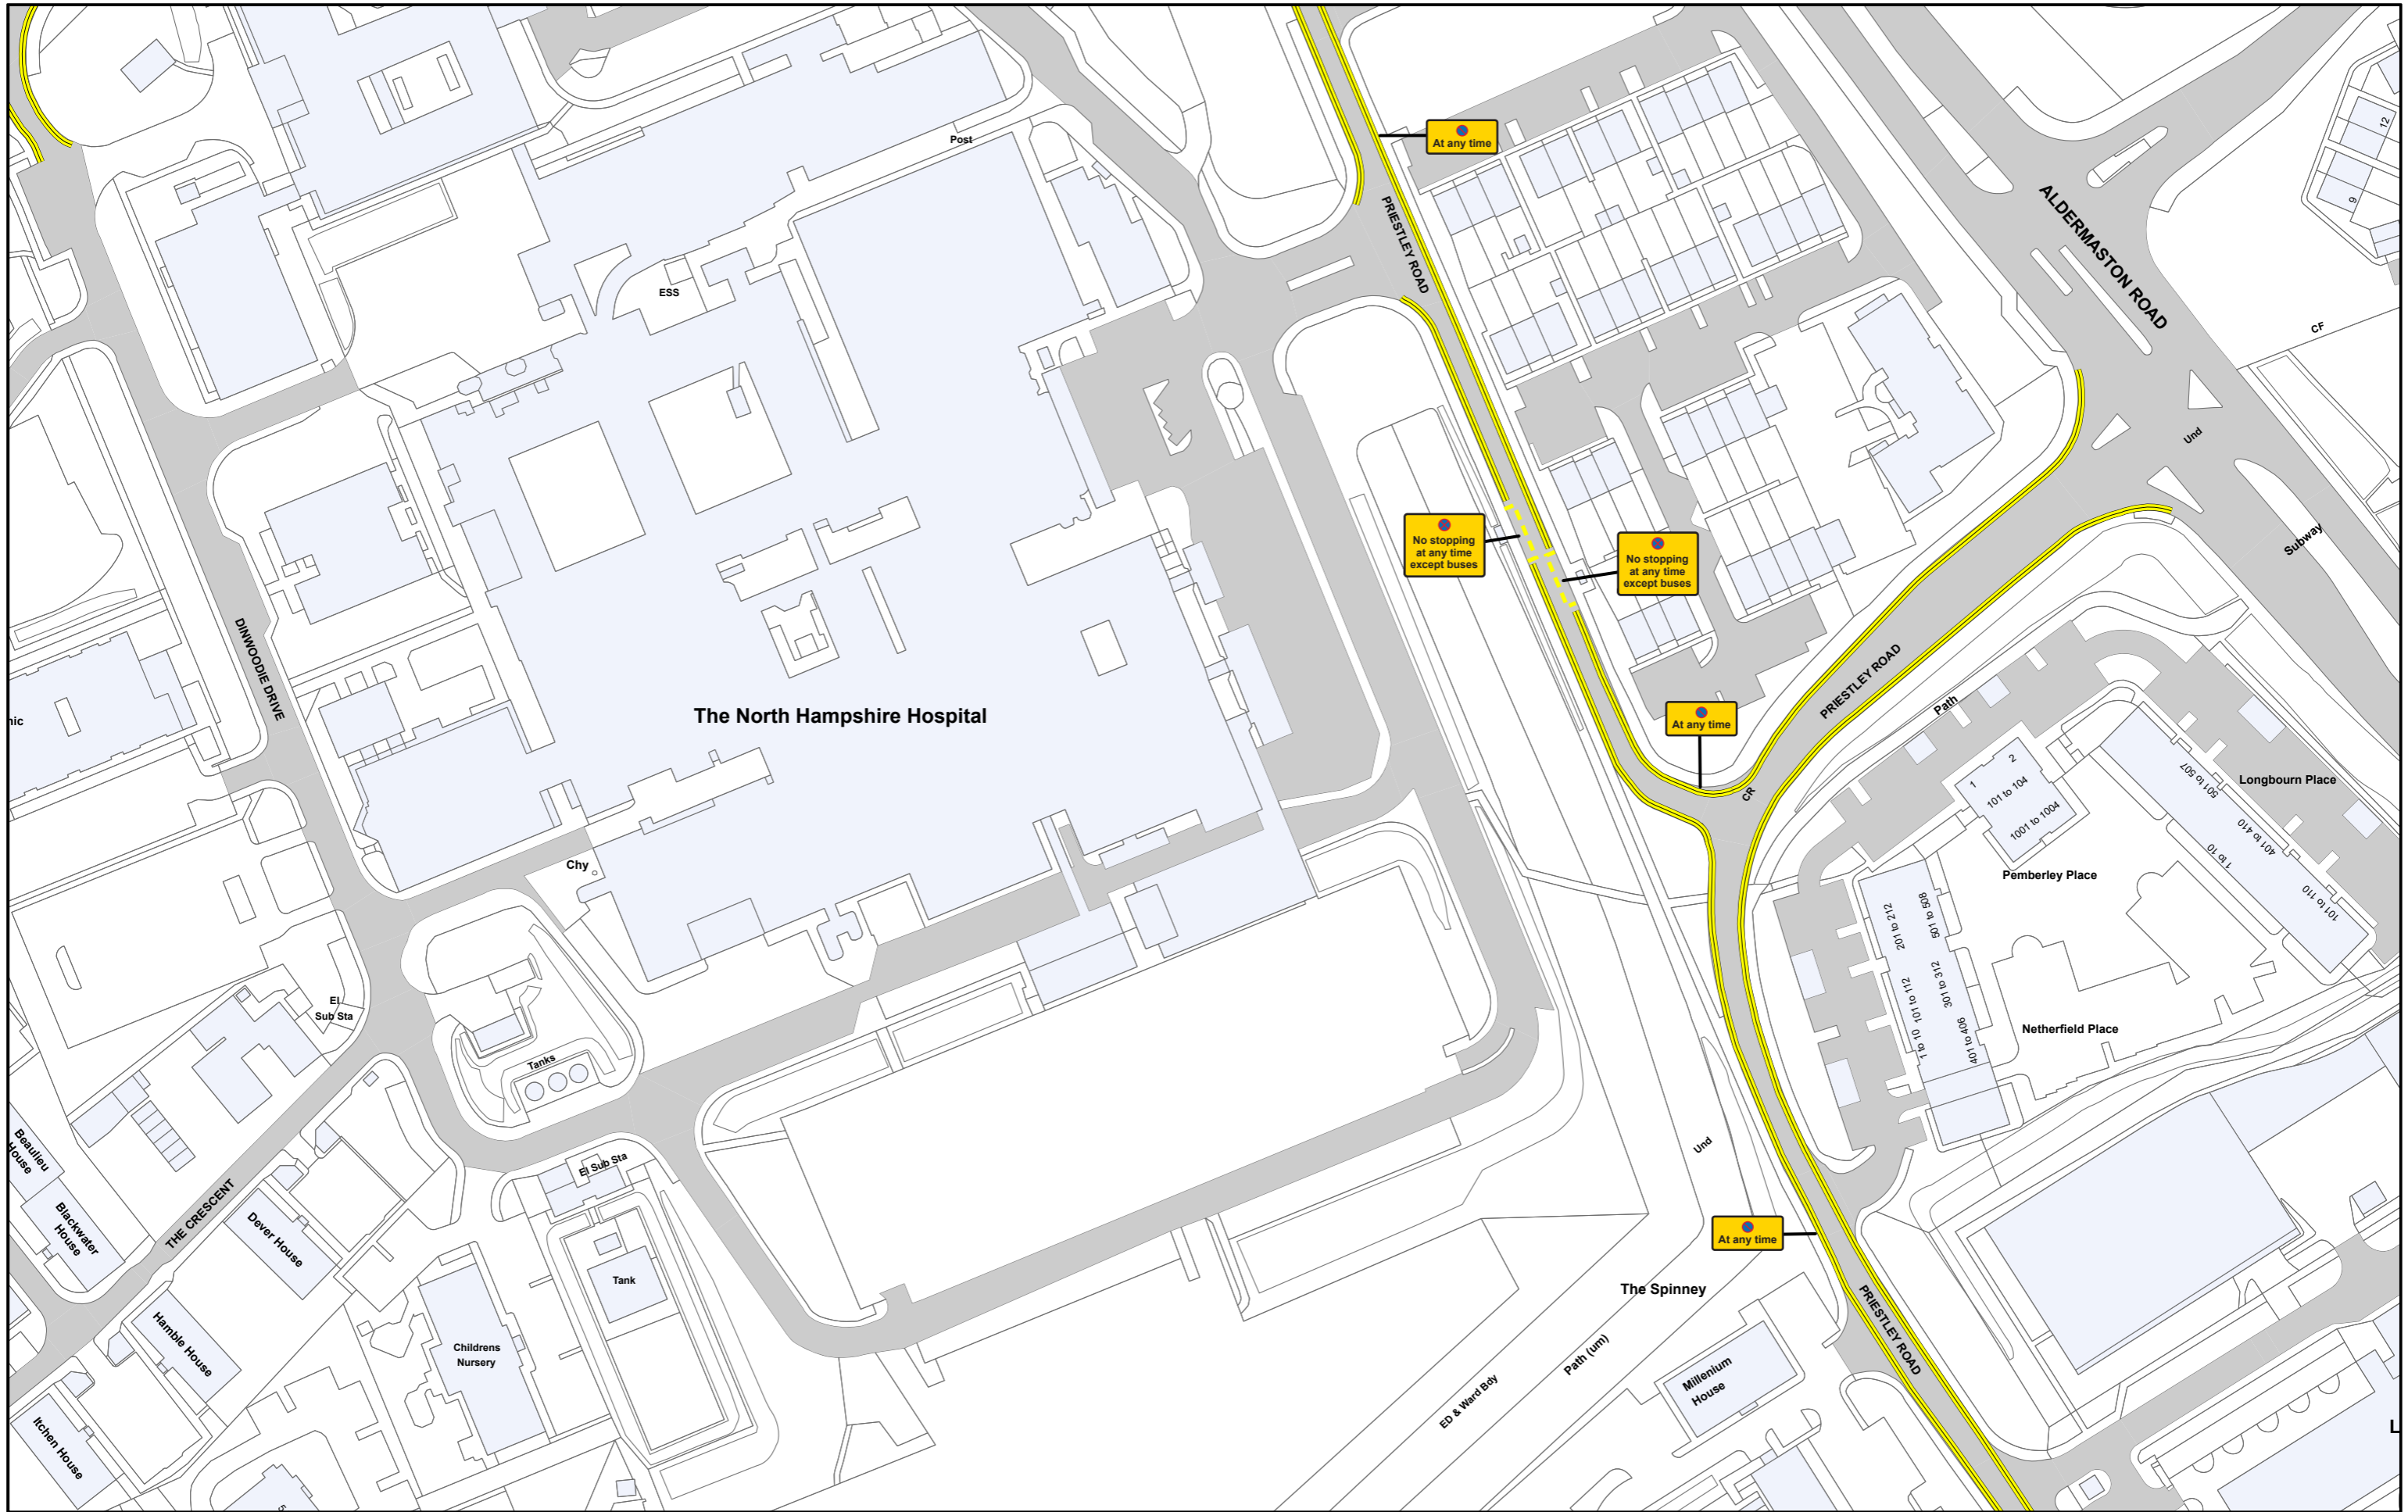 At any time
Post
12
9
PRIESTLEY ROAD
ALDERMASTON ROAD
ESS
CF
Und
No stopping
at any time
except buses
No stopping
at any time
except buses
Subway
DINWOODIE DRIVE
The North Hampshire Hospital
nic
PRIESTLEY ROAD
At any time
Path
CR
Longbourn Place
501 to 507
401 to 410
1 to 10
101 to 110
1
2
101 to 104
1001 to 1004
Pemberley Place
Chy
201 to 212
501 to 508
301 to 312
1 to 10
101 to 112
401 to 406
Netherfield Place
El
Sub Sta
Tanks
Und
El Sub Sta
Beaulieu
House
Blackwater
House
THE CRESCENT
Dever House
At any time
Tank
The Spinney
Hamble House
Childrens
Nursery
PRIESTLEY ROAD
Path (um)
Millenium
House
ED & Ward Bdy
Itchen House
L
5